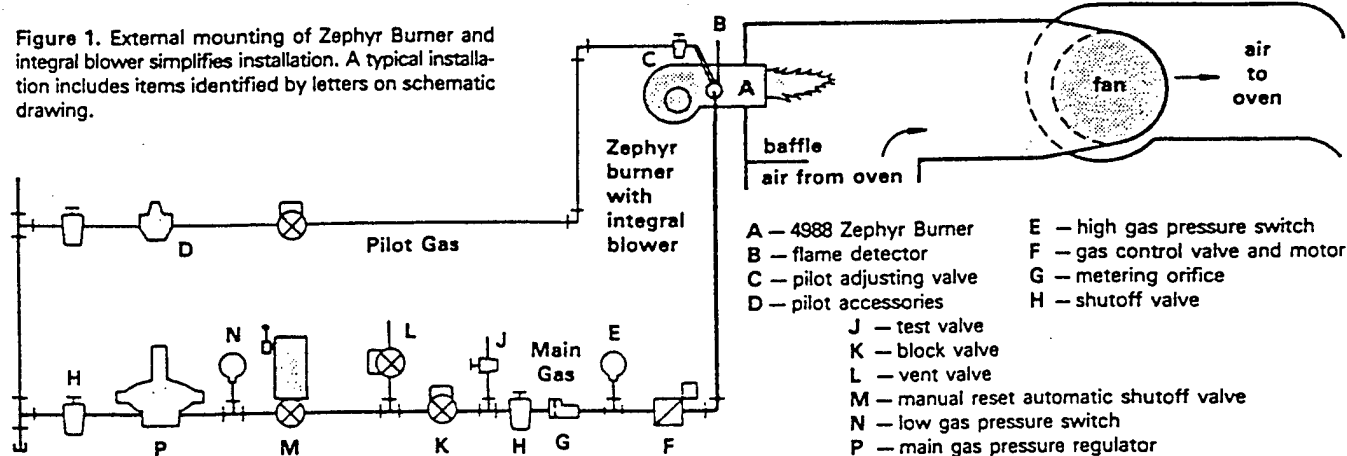 Figure 1. External mounting of Zephyr Burner and
integral blower simplifies installation. A typical installa-
tion includes items identified by letters on schematic
drawing.
B
C
A
fan
air
to
oven
Zephyr
burner
with
integral
blower
baffle
air from oven
D
Pilot Gas
A — 4988 Zephyr Burner
B — flame detector
C — pilot adjusting valve
D — pilot accessories
E — high gas pressure switch
F — gas control valve and motor
G — metering orifice
H — shutoff valve
J — test valve
K — block valve
L — vent valve
M — manual reset automatic shutoff valve
N — low gas pressure switch
P — main gas pressure regulator
H
N
L
J
Main
Gas
E
P
M
K
H
G
F